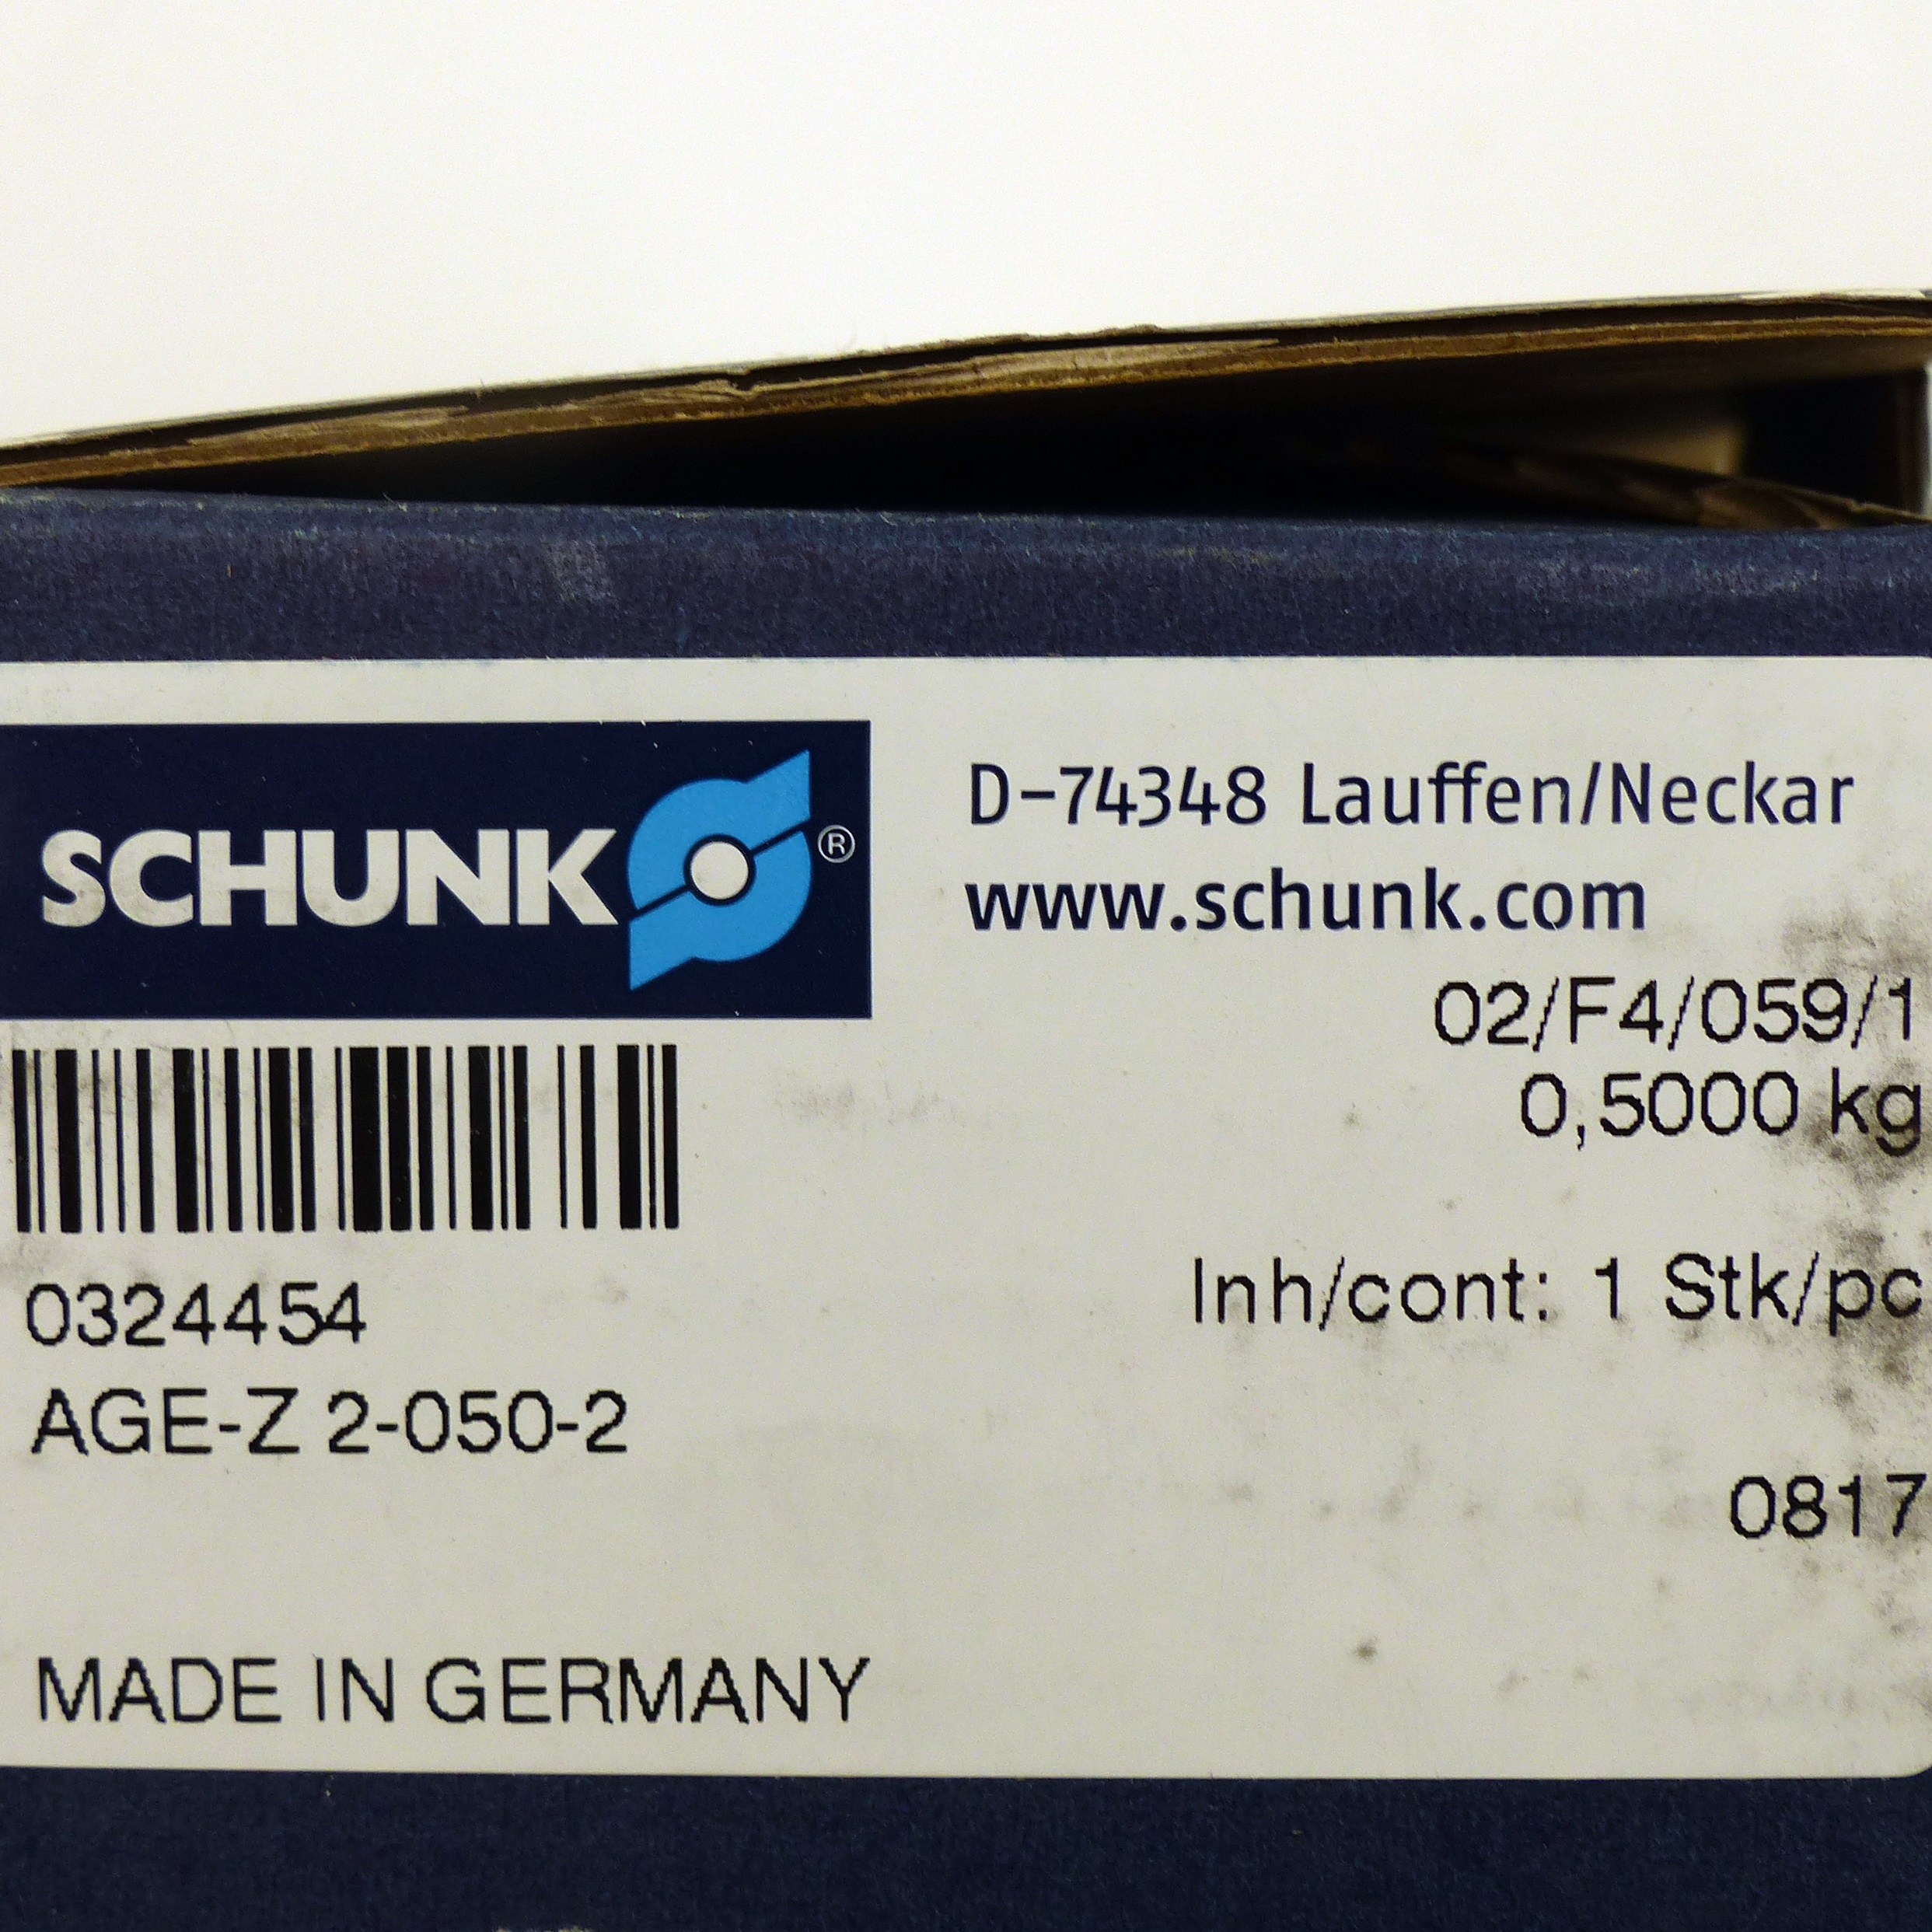 SCHUNK ®
D-74348 Lauffen/Neckar
www.schunk.com
02/F4/059/1
0,5000 kg
0324454
Inh/cont: 1 Stk/pc
AGE-Z 2-050-2
0817
MADE IN GERMANY